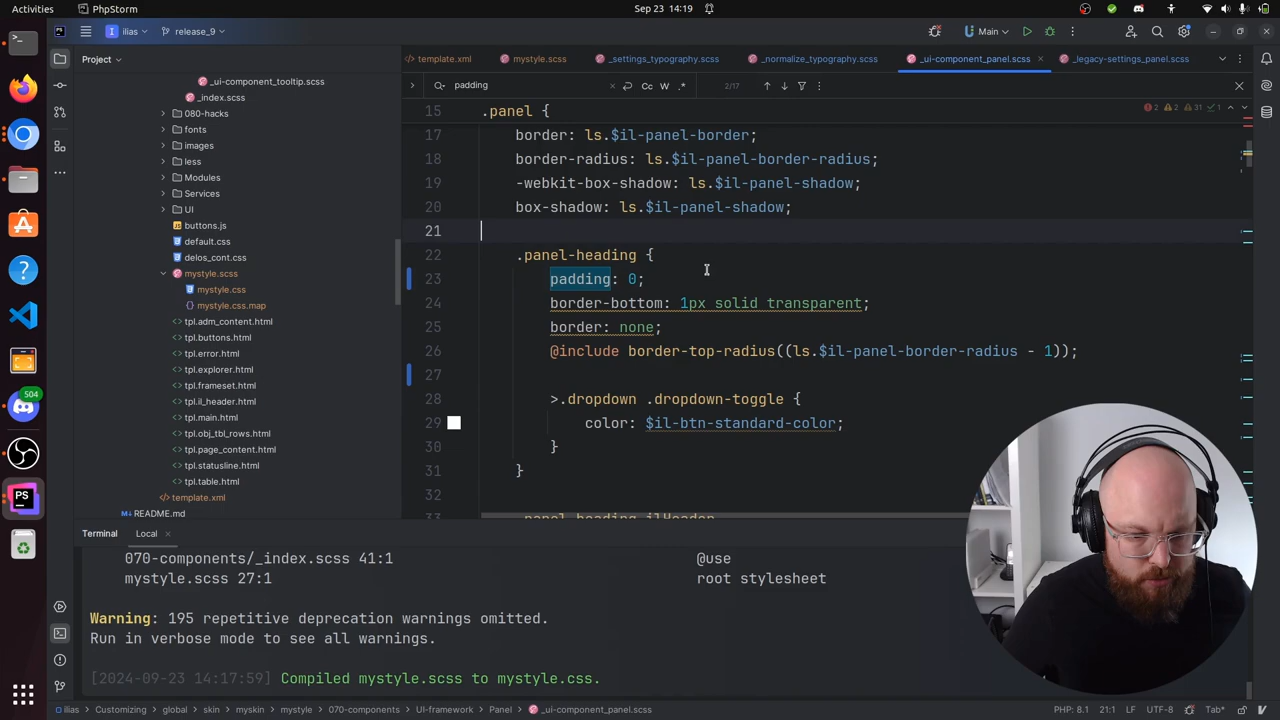 Activities
PhpStorm
Sep 23 14:19
ilias
release_9
Main
Project
template.xml
mystyle.scss
_settings_typography.scss
_normalize_typography.scss
_ui-component_panel.scss
_legacy-settings_panel.scss
padding
Cc
W
.*
2/17
_ui-component_tooltip.scss
_index.scss
080-hacks
fonts
images
less
Modules
Services
UI
buttons.js
default.css
delos_cont.css
mystyle.scss
mystyle.css
mystyle.css.map
tpl.adm_content.html
tpl.buttons.html
tpl.error.html
tpl.explorer.html
tpl.frameset.html
tpl.il_header.html
tpl.main.html
tpl.obj_tbl_rows.html
tpl.page_content.html
tpl.statusline.html
tpl.table.html
template.xml
README.md
504
2 2 31 1
15 .panel {
17 border: ls.$il-panel-border;
18 border-radius: ls.$il-panel-border-radius;
19 -webkit-box-shadow: ls.$il-panel-shadow;
20 box-shadow: ls.$il-panel-shadow;
21
22 .panel-heading {
23 padding: 0;
24 border-bottom: 1px solid transparent;
25 border: none;
26 @include border-top-radius((ls.$il-panel-border-radius - 1));
27
28 >.dropdown .dropdown-toggle {
29 color: $il-btn-standard-color;
30 }
31 }
32
33 .panel-heading.ilHeader
Terminal
Local
070-components/_index.scss 41:1 @use
mystyle.scss 27:1 root stylesheet
Warning: 195 repetitive deprecation warnings omitted.
Run in verbose mode to see all warnings.
[2024-09-23 14:17:59] Compiled mystyle.scss to mystyle.css.
ilias > Customizing > global > skin > myskin > mystyle > 070-components > UI-framework > Panel > _ui-component_panel.scss
PHP: 8.1
21:1
LF
UTF-8
Tab*